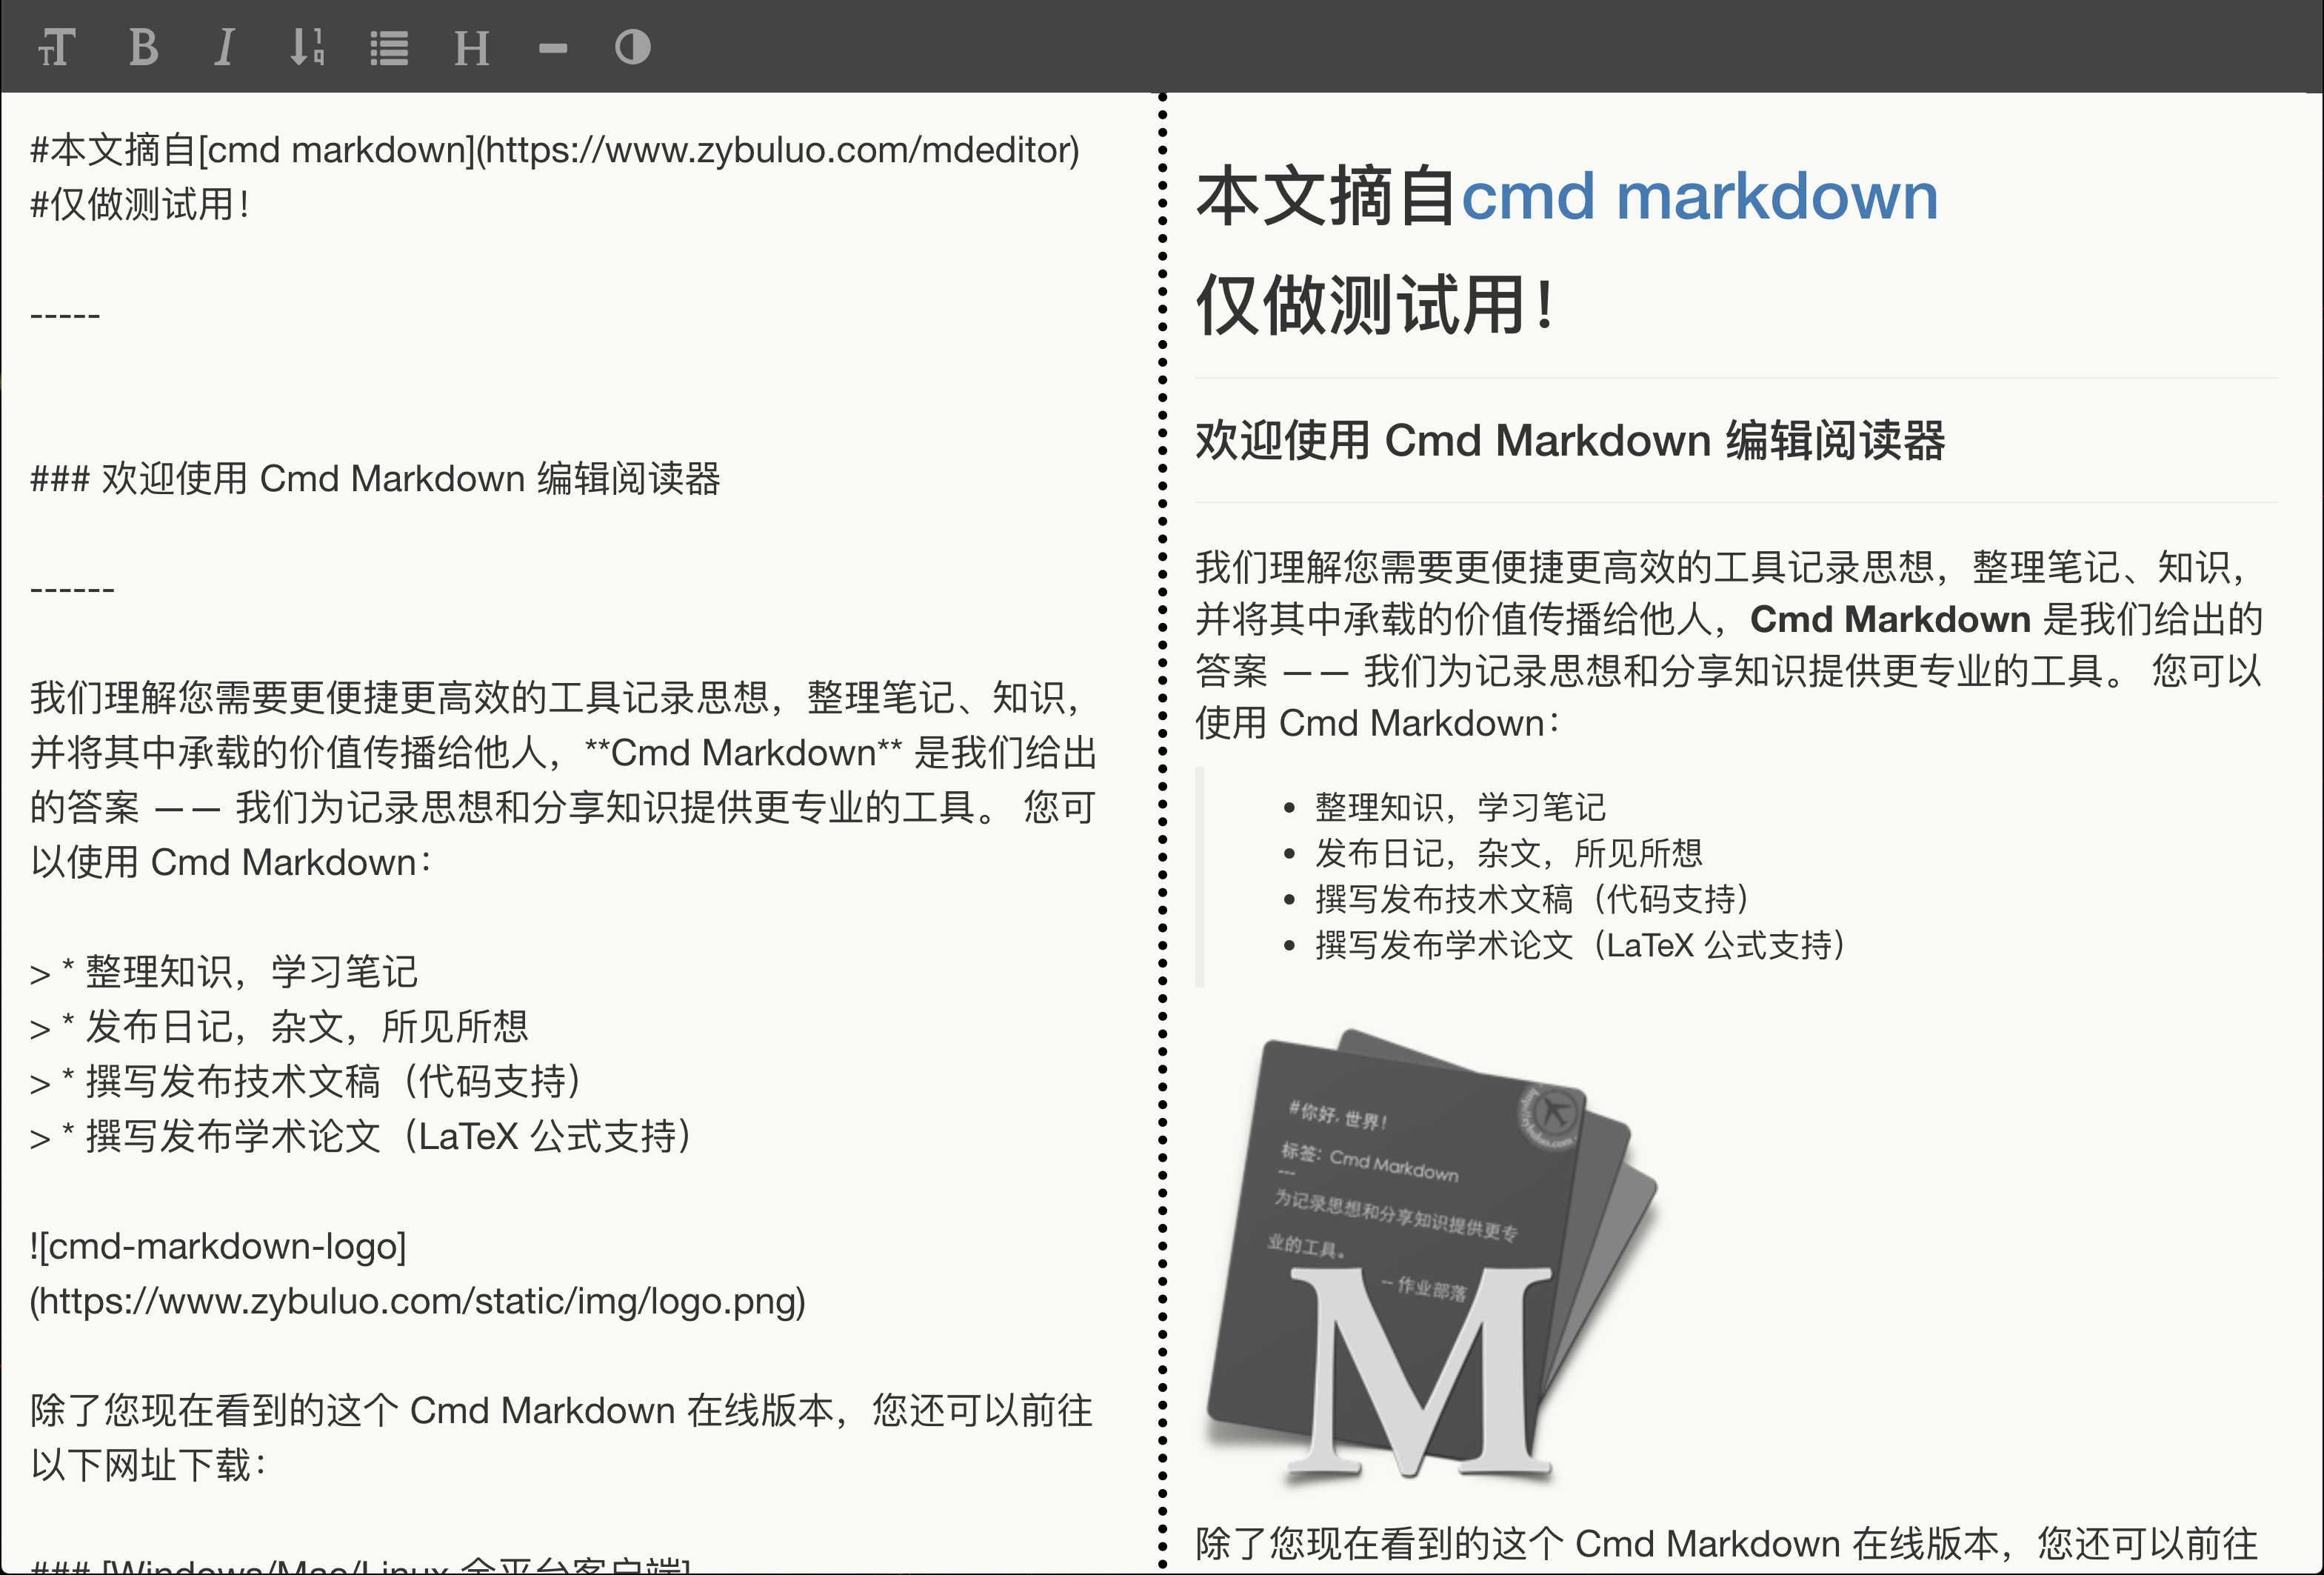 #本文摘自[cmd markdown](https://www.zybuluo.com/mdeditor)
#仅做测试用！
-----
### 欢迎使用 Cmd Markdown 编辑阅读器
------
我们理解您需要更便捷更高效的工具记录思想，整理笔记、知识，
并将其中承载的价值传播给他人，**Cmd Markdown** 是我们给出
的答案 —— 我们为记录思想和分享知识提供更专业的工具。 您可
以使用 Cmd Markdown：
> * 整理知识，学习笔记
> * 发布日记，杂文，所见所想
> * 撰写发布技术文稿（代码支持）
> * 撰写发布学术论文（LaTeX 公式支持）
![cmd-markdown-logo]
(https://www.zybuluo.com/static/img/logo.png)
除了您现在看到的这个 Cmd Markdown 在线版本，您还可以前往
以下网址下载：
### [Windows/Mac/Linux 全平台客户端]
本文摘自cmd markdown
仅做测试用！
欢迎使用 Cmd Markdown 编辑阅读器
我们理解您需要更便捷更高效的工具记录思想，整理笔记、知识，
并将其中承载的价值传播给他人，Cmd Markdown 是我们给出的
答案 —— 我们为记录思想和分享知识提供更专业的工具。 您可以
使用 Cmd Markdown：
• 整理知识，学习笔记
• 发布日记，杂文，所见所想
• 撰写发布技术文稿（代码支持）
• 撰写发布学术论文（LaTeX 公式支持）
#你好, 世界!
标签: Cmd Markdown
---
为记录思想和分享知识提供更专
业的工具。
-- 作业部落
M
除了您现在看到的这个 Cmd Markdown 在线版本，您还可以前往